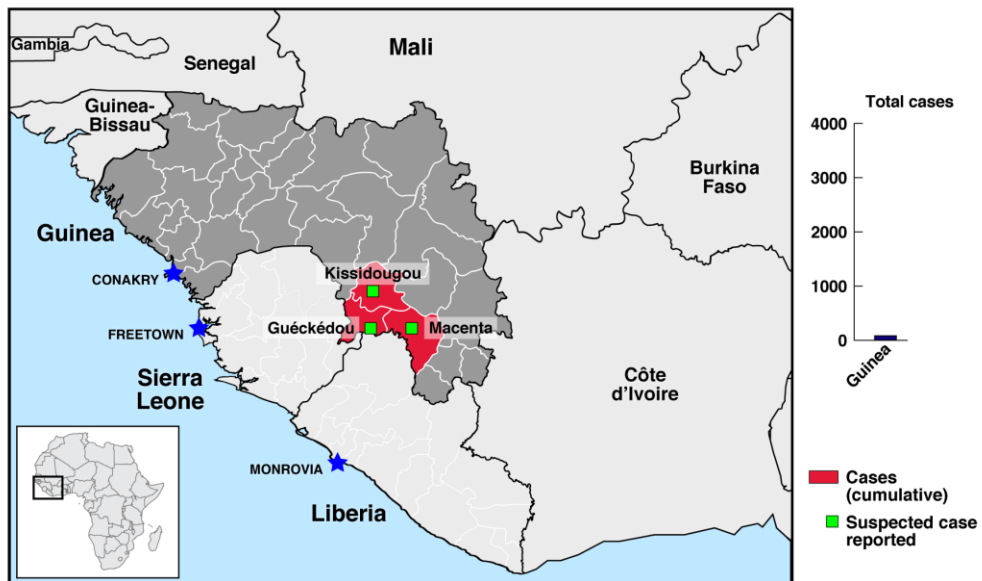 Gambia
Senegal
Mali
Guinea-
Bissau
Burkina
Faso
Guinea
CONAKRY
Kissidougou
FREETOWN
Guéckédou
Macenta
Sierra
Leone
Côte
d'Ivoire
MONROVIA
Liberia
Total cases
4000
3000
2000
1000
0
Guinea
Cases
(cumulative)
Suspected case
reported